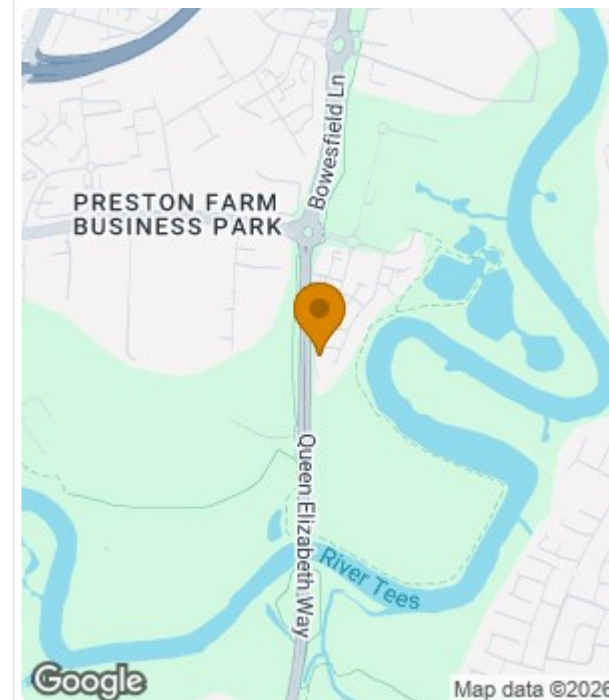 Bowesfield Ln
PRESTON FARM
BUSINESS PARK
Queen Elizabeth Way
River Tees
Google
Map data ©2026